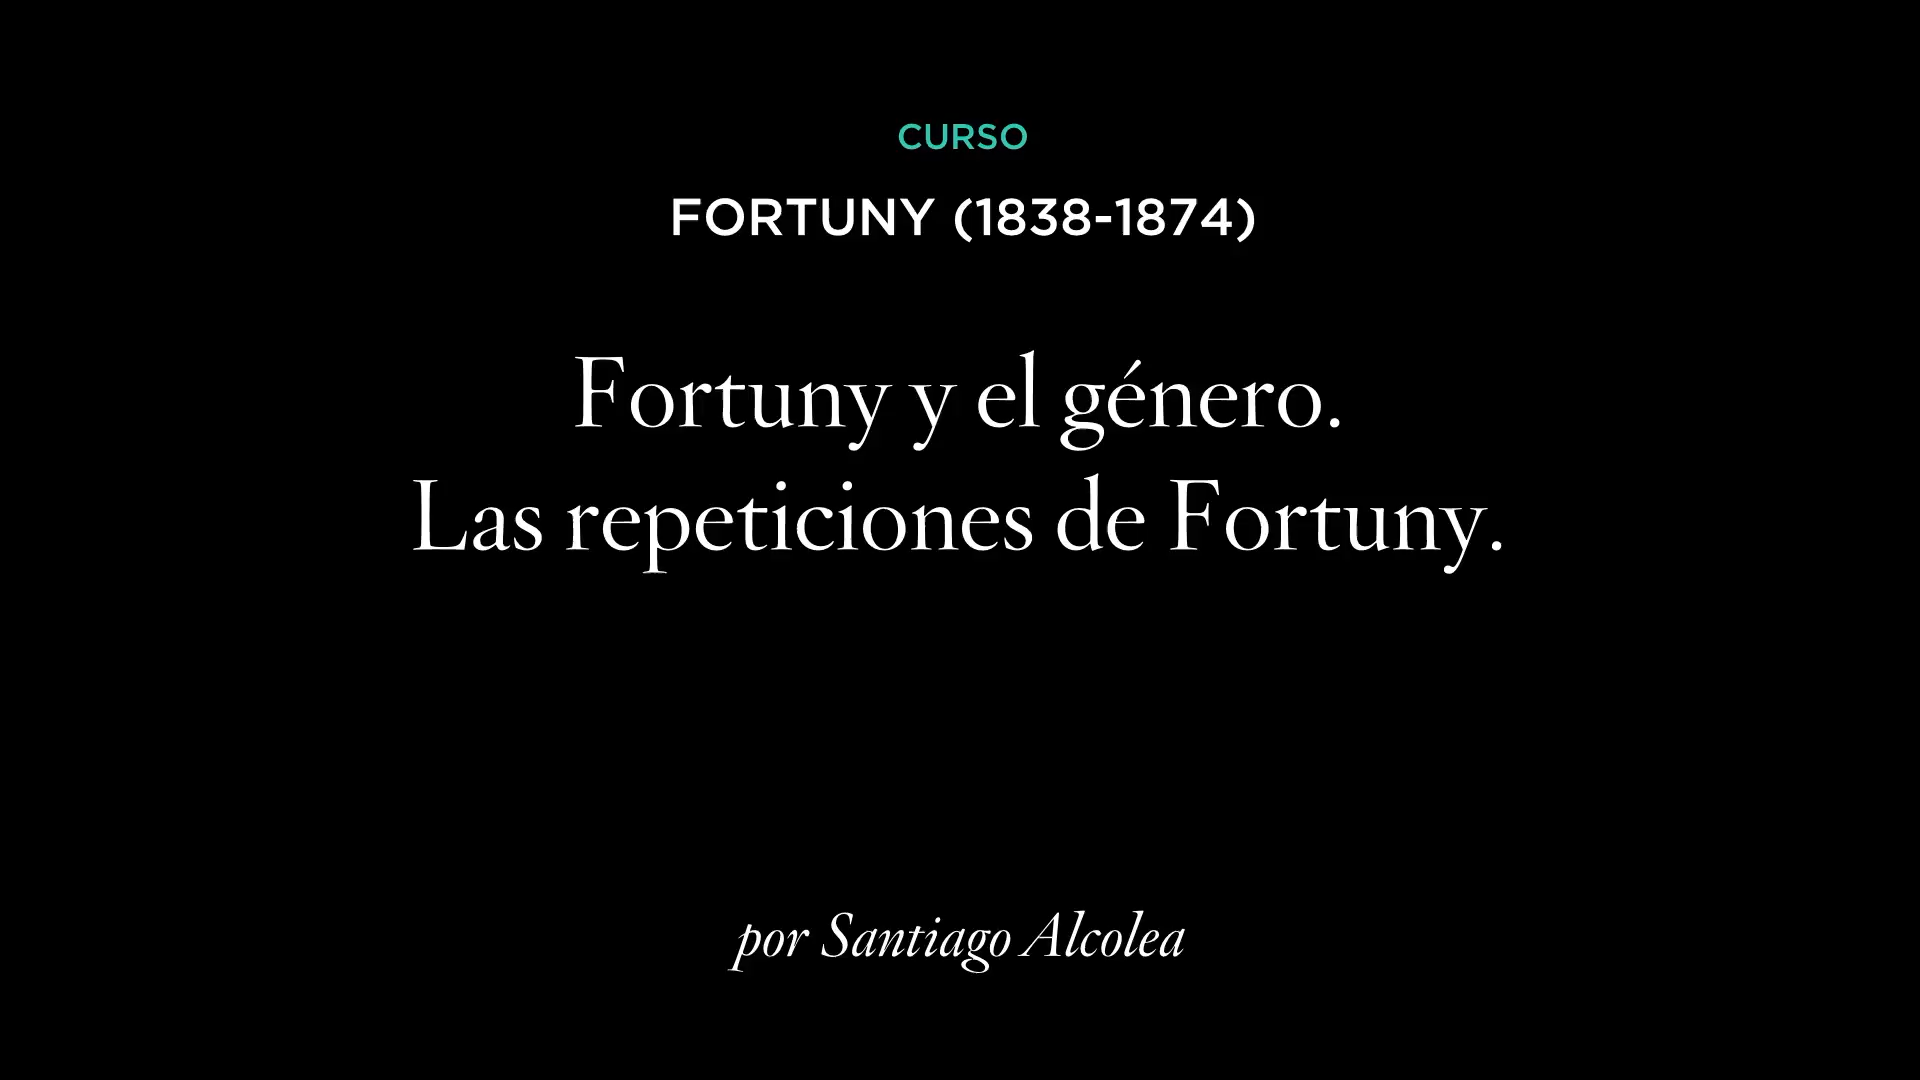 CURSO
FORTUNY (1838-1874)
Fortuny y el género.
Las repeticiones de Fortuny.
por Santiago Alcolea